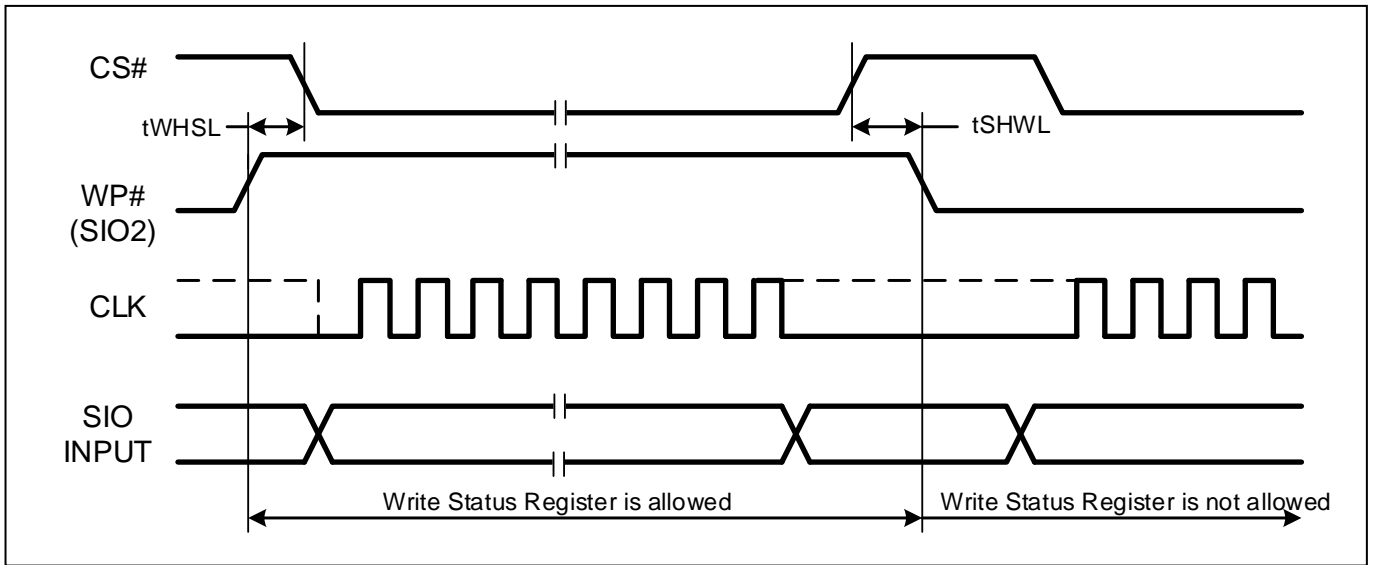 CS#
tWHSL
tSHWL
WP#
(SIO2)
CLK
SIO
INPUT
Write Status Register is allowed
Write Status Register is not allowed